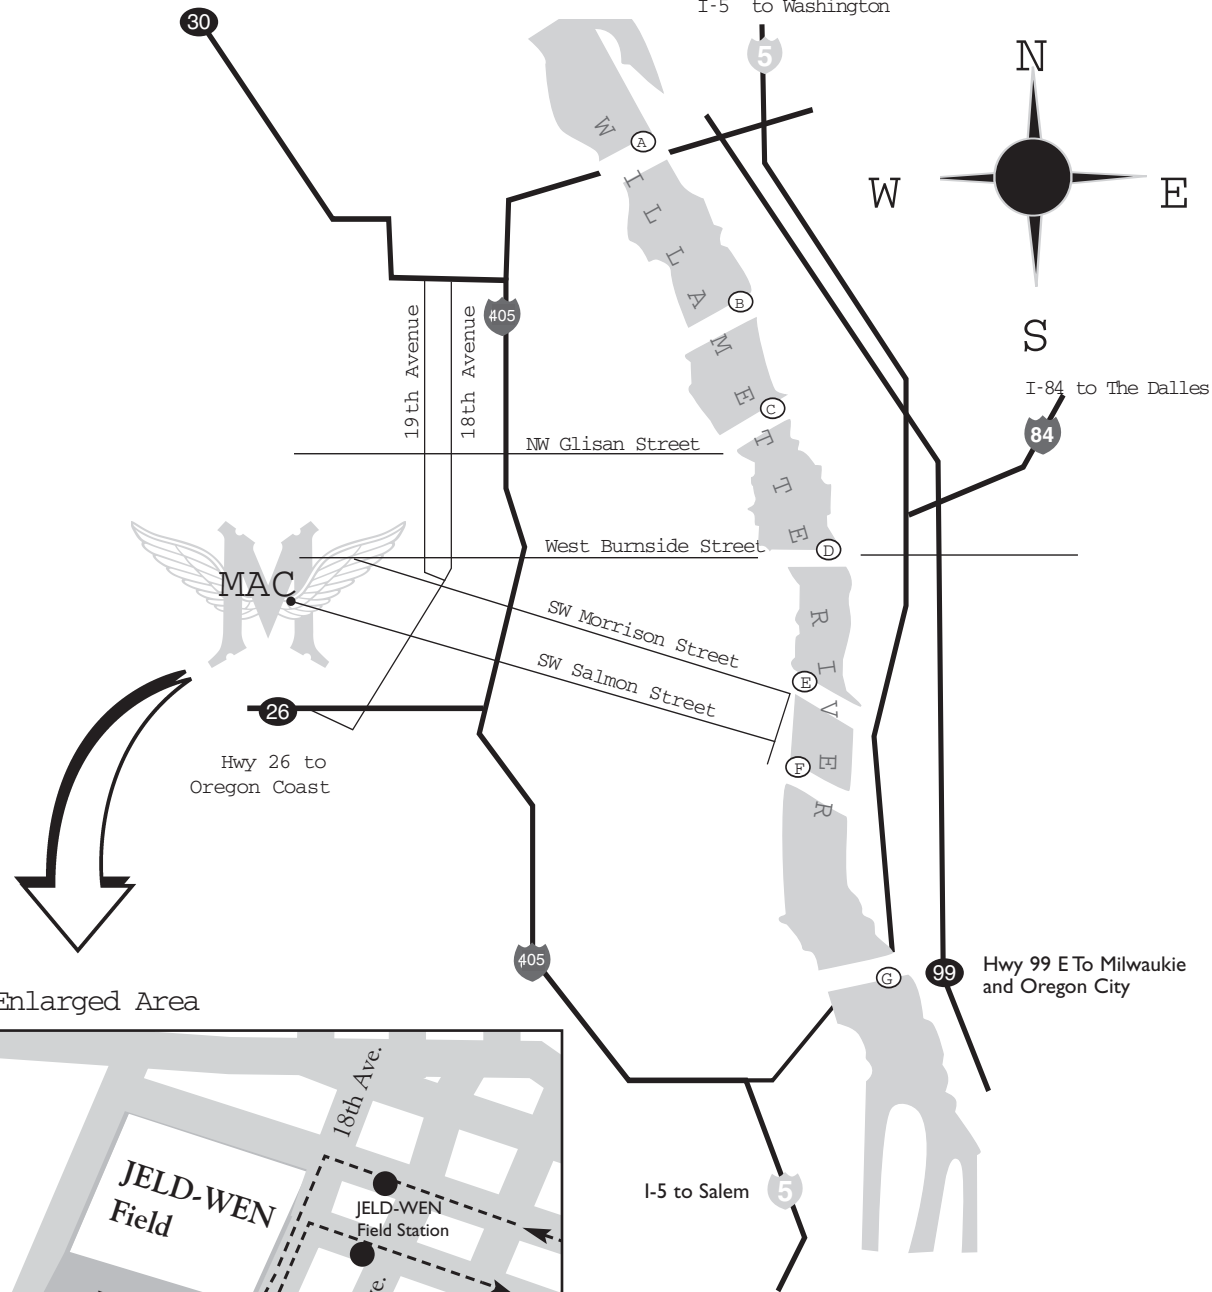 I-5 to Washington
30
5
N
W
E
S
A
WILLAMETTE RIVER
I-84 to The Dalles
84
405
19th Avenue
18th Avenue
B
C
NW Glisan Street
West Burnside Street
D
MAC
SW Morrison Street
SW Salmon Street
E
26
F
Hwy 26 to
Oregon Coast
405
G
99
Hwy 99 E To Milwaukie
and Oregon City
Enlarged Area
18th Ave.
JELD-WEN
Field
JELD-WEN
Field Station
ve.
I-5 to Salem
5